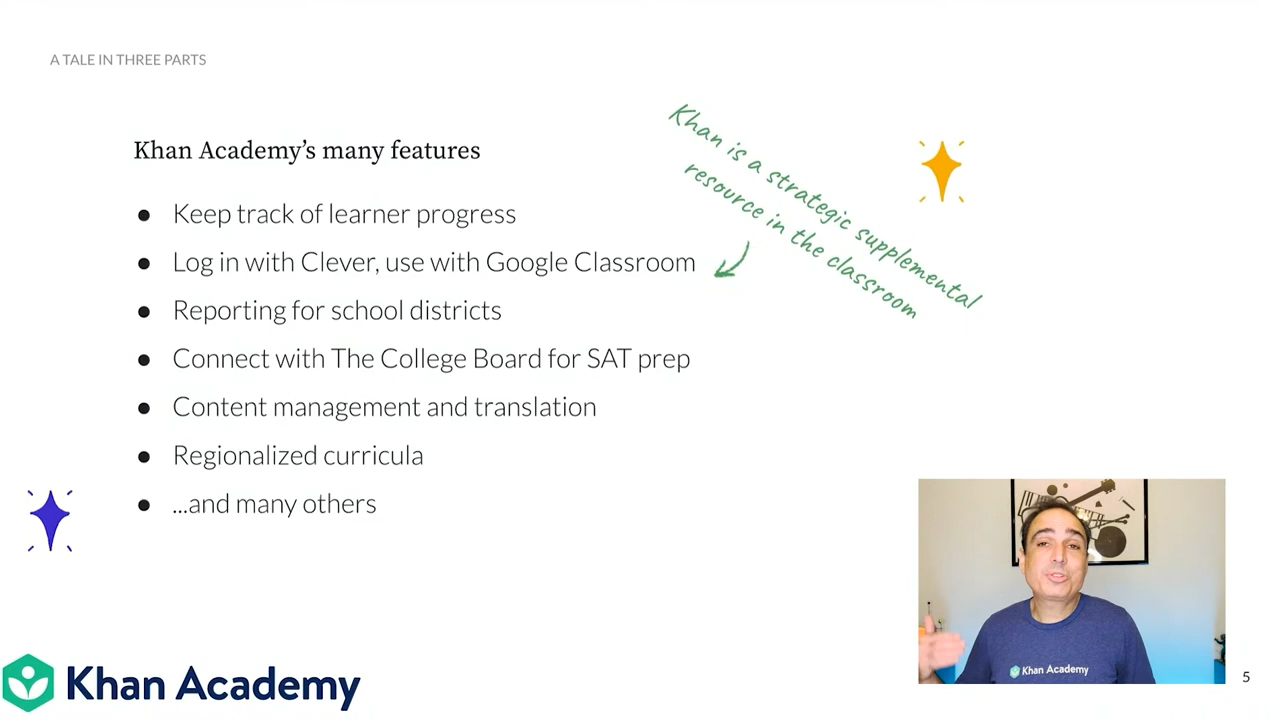 A TALE IN THREE PARTS
Khan Academy’s many features
● Keep track of learner progress
● Log in with Clever, use with Google Classroom
● Reporting for school districts
● Connect with The College Board for SAT prep
● Content management and translation
● Regionalized curricula
● ...and many others
Khan is a strategic supplemental
resource in the classroom
Khan Academy
Khan Academy
5